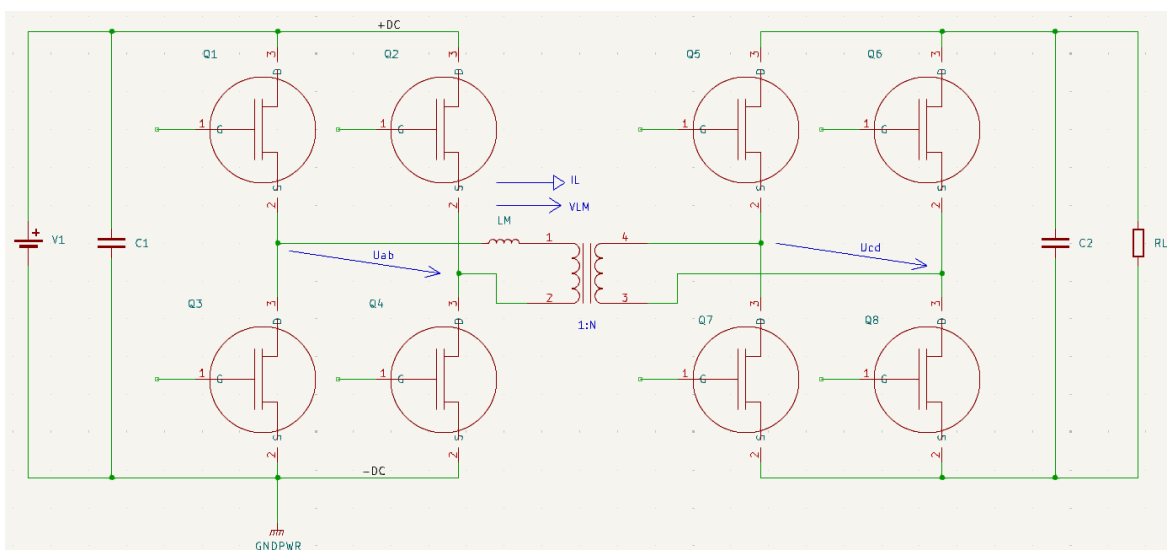 +DC
Q1
3
D
1
G
S
2
Q2
3
D
1
G
S
2
Q5
3
D
1
G
S
2
Q6
3
D
1
G
S
2
IL
VLM
LM
V1
+
C1
Uab
1
4
2
3
1:N
Ucd
C2
RL
Q3
3
D
1
G
S
2
Q4
3
D
1
G
S
2
Q7
3
D
1
G
S
2
Q8
3
D
1
G
S
2
-DC
GNDPWR